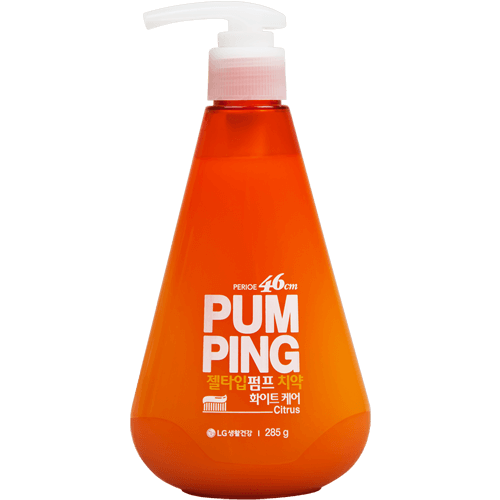 PERIOE 46cm
PUM
PING
젤타입펌프 치약
화이트 케어
Citrus
LG생활건강 285 g